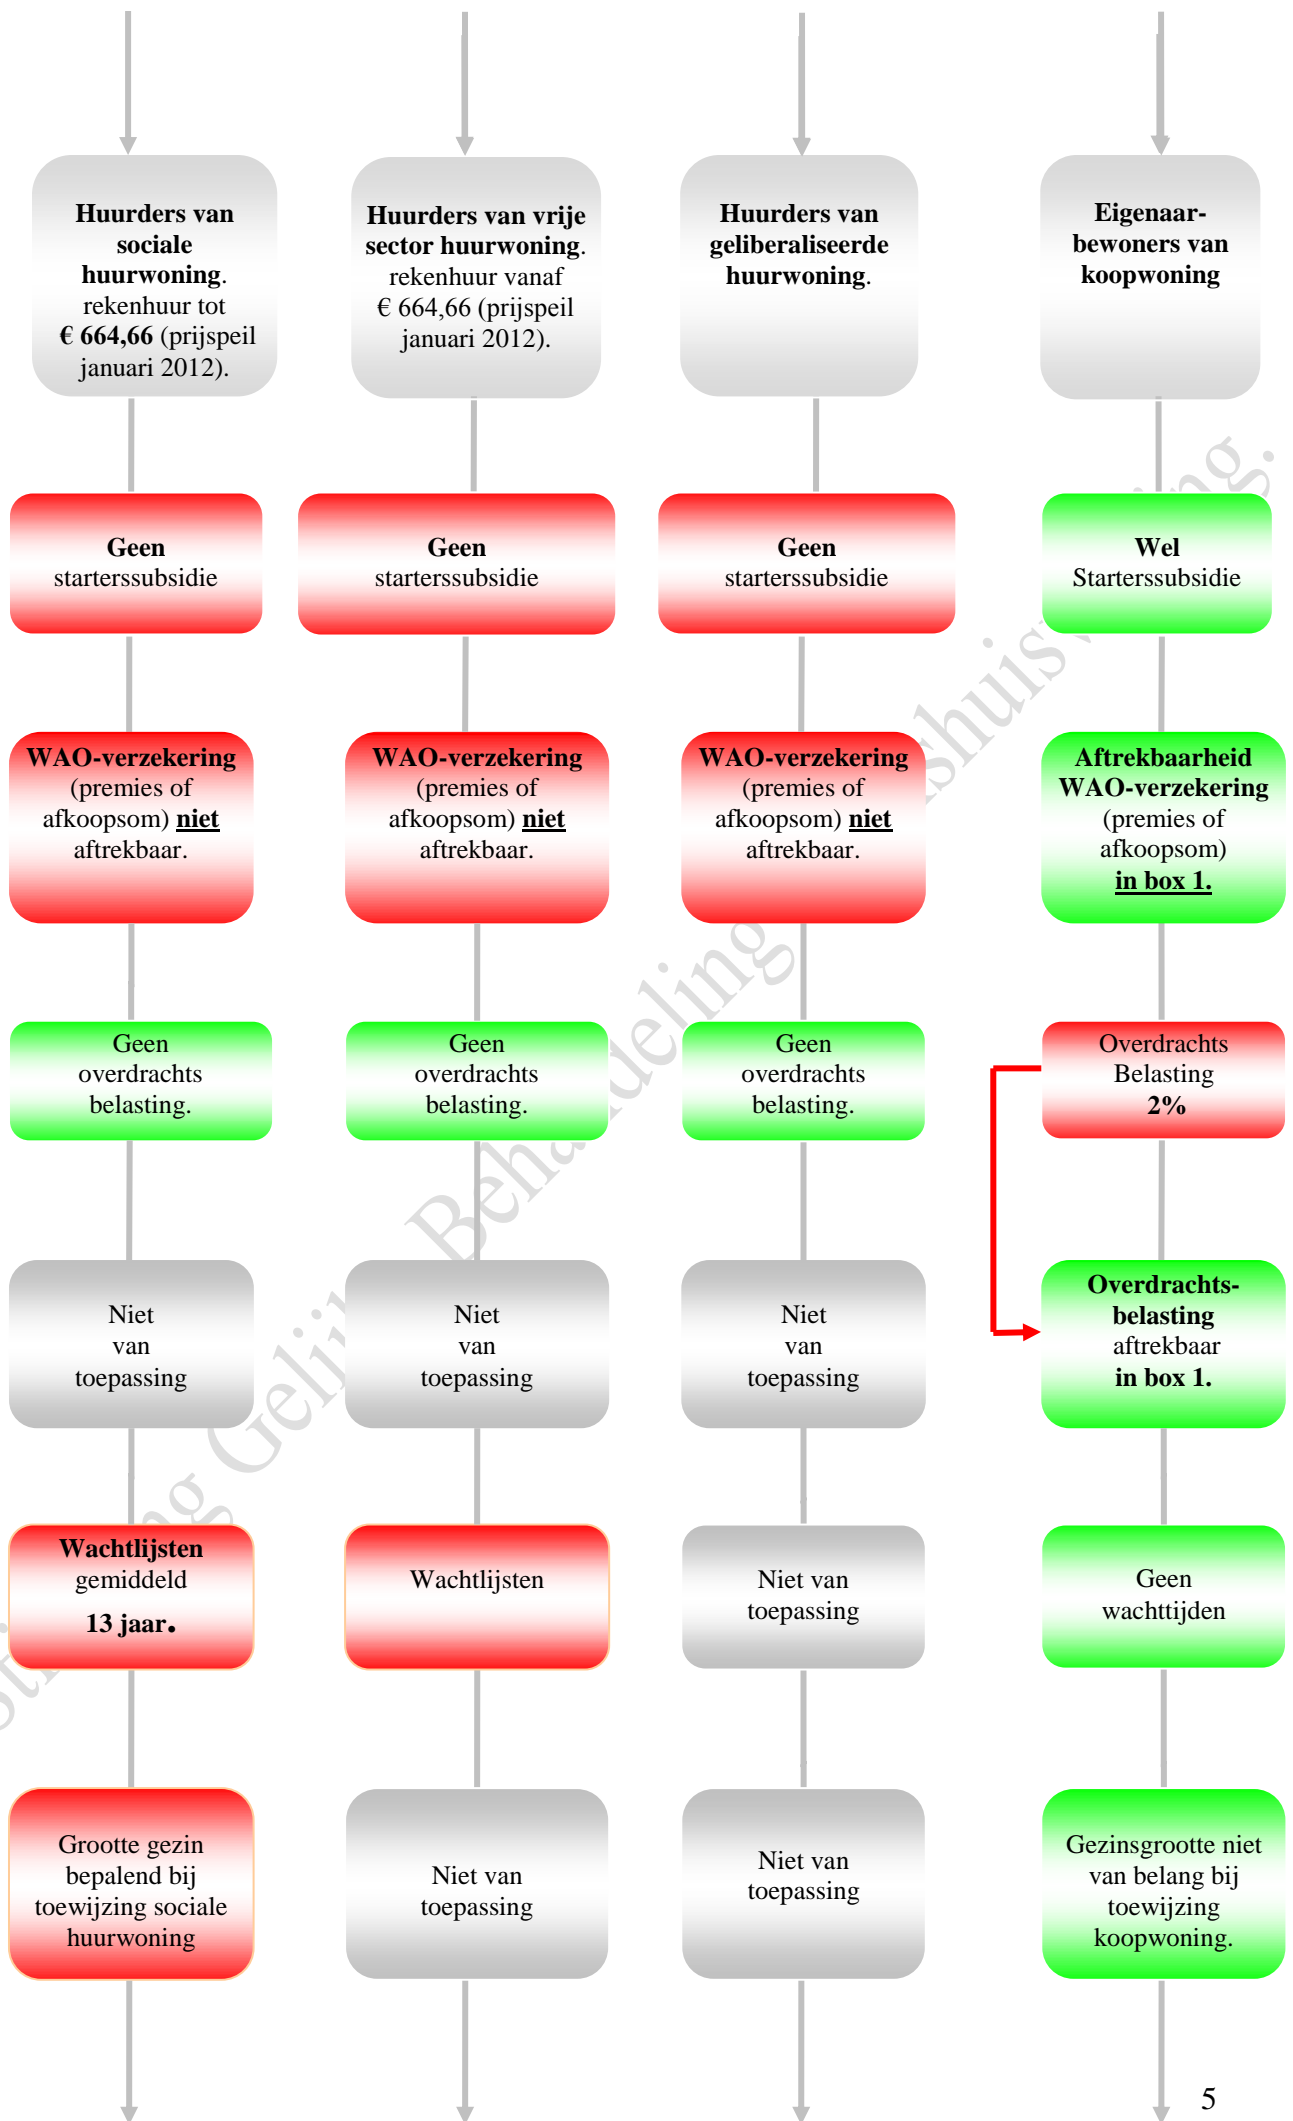 Huurders van
sociale
huurwoning.
rekenhuur tot
€ 664,66 (prijspeil
januari 2012).
Huurders van vrije
sector huurwoning.
rekenhuur vanaf
€ 664,66 (prijspeil
januari 2012).
Huurders van
geliberaliseerde
huurwoning.
Eigenaar-
bewoners van
koopwoning
Geen
starterssubsidie
Geen
starterssubsidie
Geen
starterssubsidie
Wel
Starterssubsidie
WAO-verzekering
(premies of
afkoopsom) niet
aftrekbaar.
WAO-verzekering
(premies of
afkoopsom) niet
aftrekbaar.
WAO-verzekering
(premies of
afkoopsom) niet
aftrekbaar.
Aftrekbaarheid
WAO-verzekering
(premies of
afkoopsom)
in box 1.
Geen
overdrachts
belasting.
Geen
overdrachts
belasting.
Geen
overdrachts
belasting.
Overdrachts
Belasting
2%
Niet
van
toepassing
Niet
van
toepassing
Niet
van
toepassing
Overdrachts-
belasting
aftrekbaar
in box 1.
Wachtlijsten
gemiddeld
13 jaar.
Wachtlijsten
Niet van
toepassing
Geen
wachttijden
Grootte gezin
bepalend bij
toewijzing sociale
huurwoning
Niet van
toepassing
Niet van
toepassing
Gezinsgrootte niet
van belang bij
toewijzing
koopwoning.
5